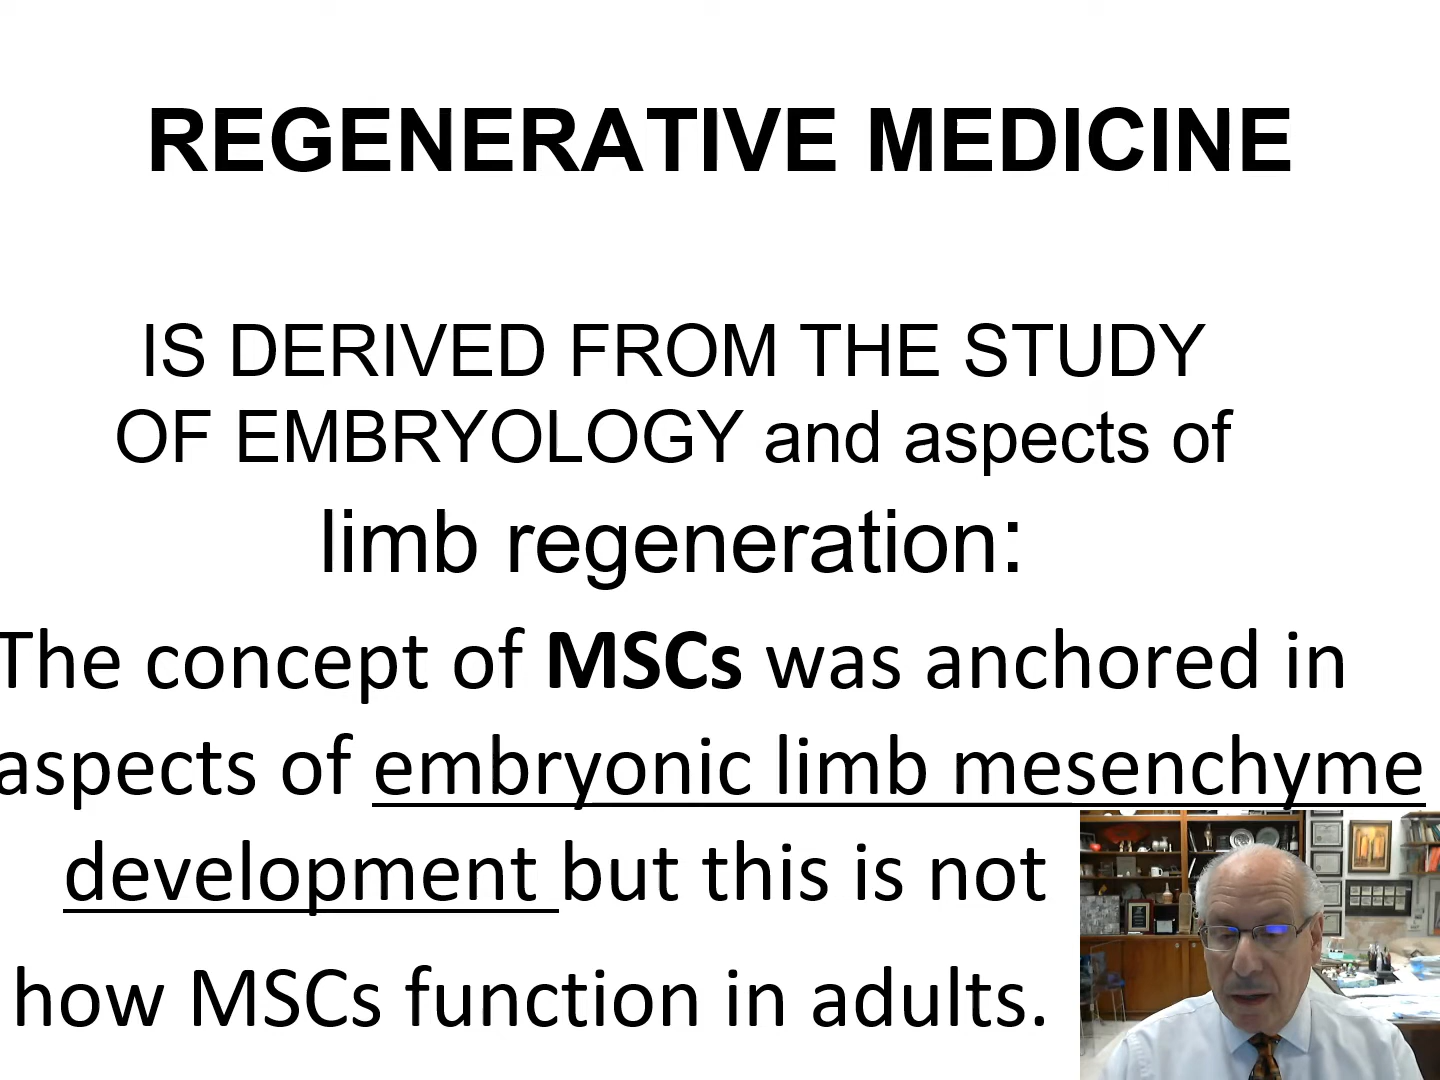 REGENERATIVE MEDICINE
IS DERIVED FROM THE STUDY
OF EMBRYOLOGY and aspects of
limb regeneration:
The concept of MSCs was anchored in
aspects of embryonic limb mesenchyme
development but this is not
how MSCs function in adults.